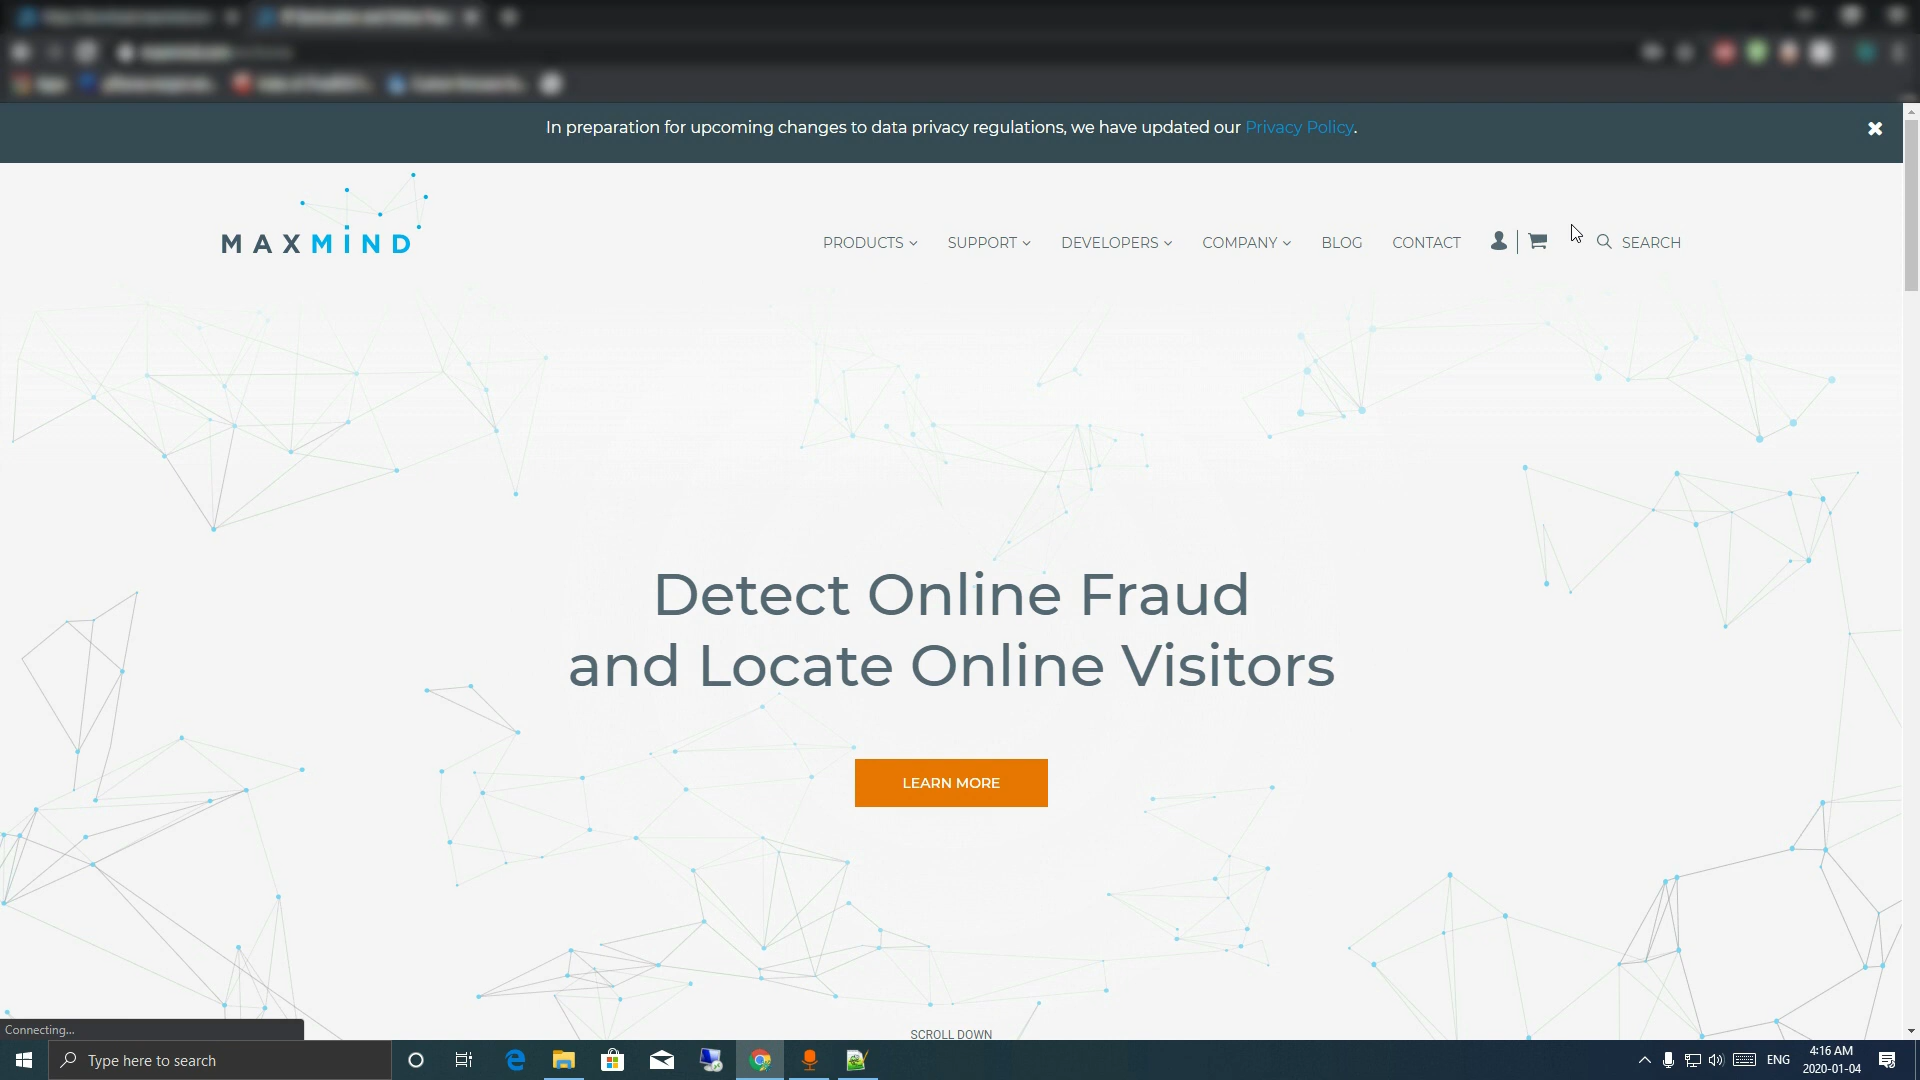 In preparation for upcoming changes to data privacy regulations, we have updated our Privacy Policy.
MAXMIND
PRODUCTS SUPPORT DEVELOPERS COMPANY BLOG CONTACT SEARCH
Detect Online Fraud
and Locate Online Visitors
LEARN MORE
SCROLL DOWN
Connecting...
Type here to search
ENG
4:16 AM
2020-01-04